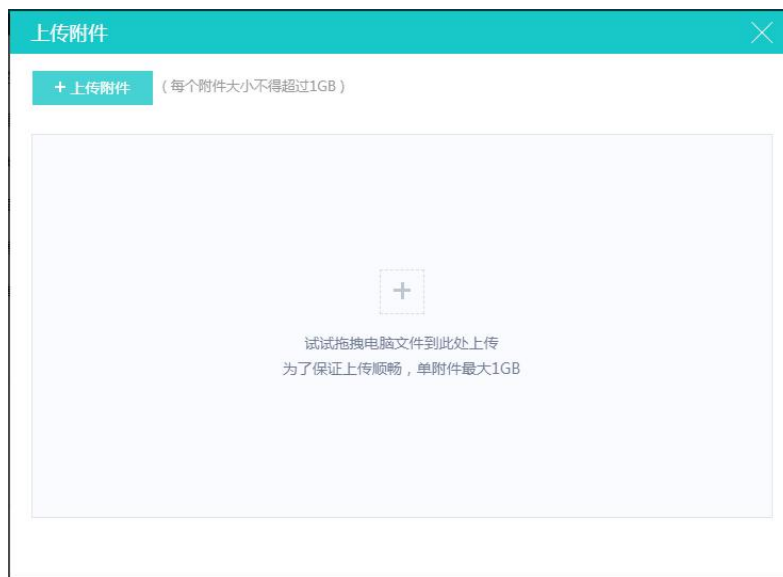 上传附件
+ 上传附件 (每个附件大小不得超过1GB)
试试拖拽电脑文件到此处上传
为了保证上传顺畅，单附件最大1GB